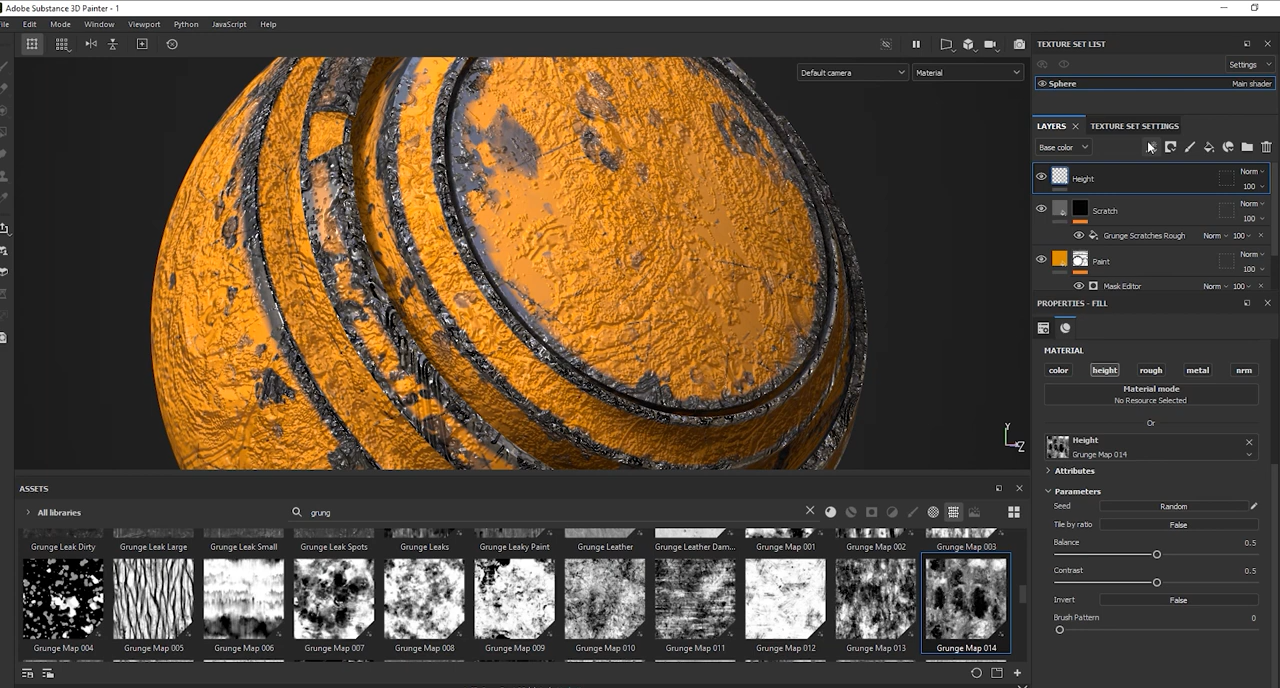 Adobe Substance 3D Painter - 1
File Edit Mode Window Viewport Python JavaScript Help
Default camera
Material
TEXTURE SET LIST
Settings
Sphere Main shader
LAYERS TEXTURE SET SETTINGS
Base color
Height Norm 100
Scratch Norm 100
Grunge Scratches Rough Norm 100
Paint Norm 100
Mask Editor Norm 100
PROPERTIES - FILL
MATERIAL
color height rough metal nrm
Material mode
No Resource Selected
Or
Height
Grunge Map 014
Attributes
Parameters
Seed Random
Tile by ratio False
Balance 0.5
Contrast 0.5
Invert False
Brush Pattern 0
Y
Z
ASSETS
All libraries
grung
Grunge Leak Dirty Grunge Leak Large Grunge Leak Small Grunge Leak Spots Grunge Leaks Grunge Leaky Paint Grunge Leather Grunge Leather Dam... Grunge Map 001 Grunge Map 002 Grunge Map 003
Grunge Map 004 Grunge Map 005 Grunge Map 006 Grunge Map 007 Grunge Map 008 Grunge Map 009 Grunge Map 010 Grunge Map 011 Grunge Map 012 Grunge Map 013 Grunge Map 014